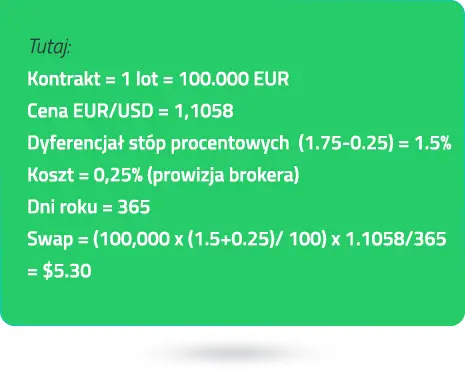 Tutaj:
Kontrakt = 1 lot = 100.000 EUR
Cena EUR/USD = 1,1058
Dyferencjał stóp procentowych (1.75-0.25) = 1.5%
Koszt = 0,25% (prowizja brokera)
Dni roku = 365
Swap = (100,000 x (1.5+0.25)/ 100) x 1.1058/365
= $5.30